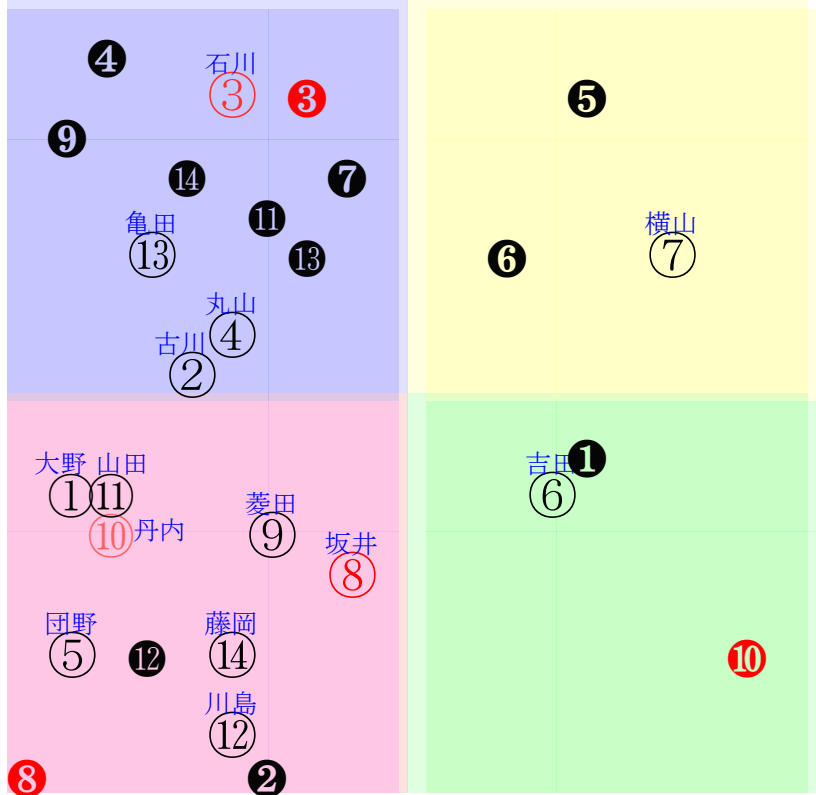 ❹
石川
③ ❸ ❺
❾
⓮ ❼
⓫
亀田 横山
⑬ ⓭ ❻ ⑦
丸山
④
古川
②
大野 山田 吉田 ❶
① ⑪ ⑥
菱田
⑩ 丹内 ⑨
坂井
⑧
団野 藤岡
⑤ ⓬ ⑭ ❿
川島
⑫
❽ ❷